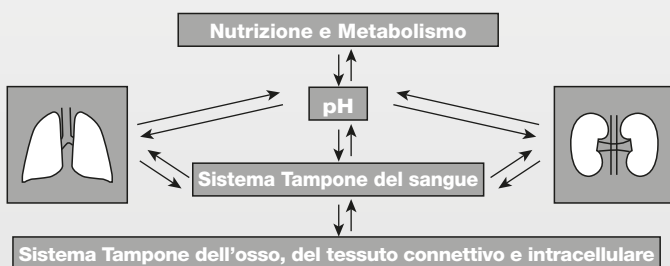 Nutrizione e Metabolismo
pH
Sistema Tampone del sangue
Sistema Tampone dell'osso, del tessuto connettivo e intracellulare